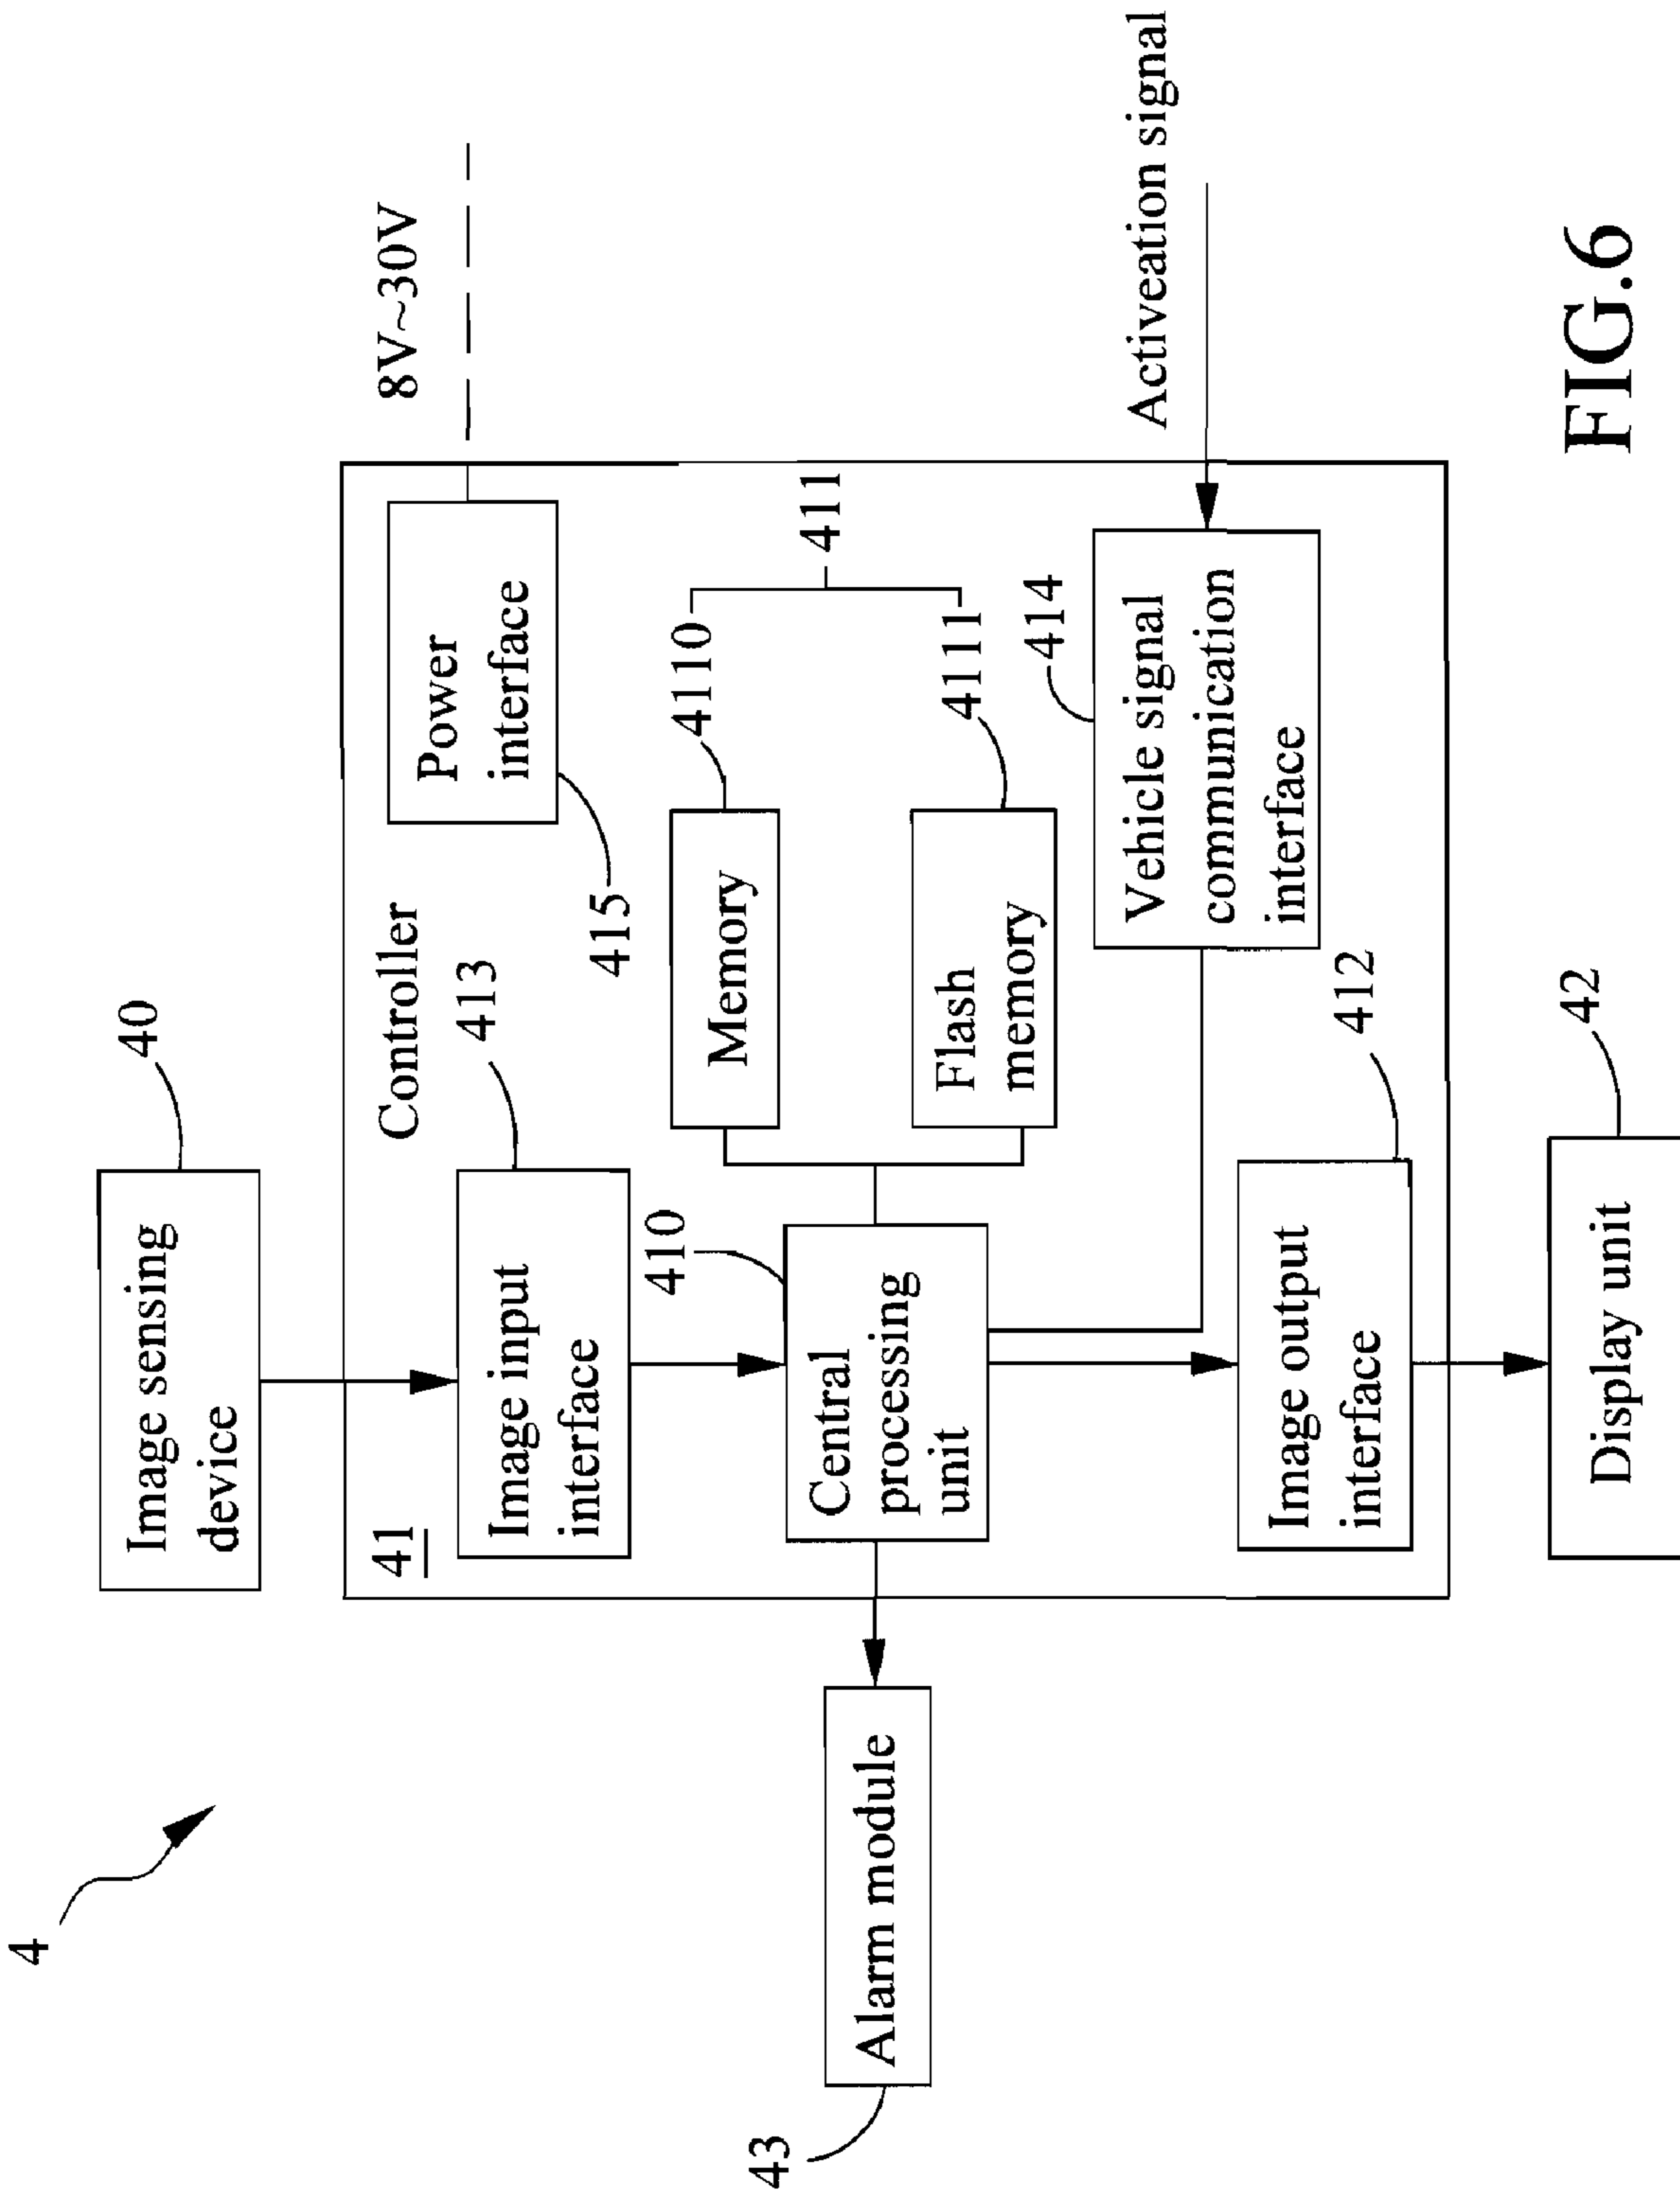 4
Image sensing
device
40
8V~30V
41
Controller
Image input
interface
413
Power
interface
415
Alarm module
43
Central
processing
unit
410
Memory
4110
Flash
memory
4111
411
Activeation signal
Vehicle signal
communication
interface
414
Image output
interface
412
Display unit
42
FIG.6